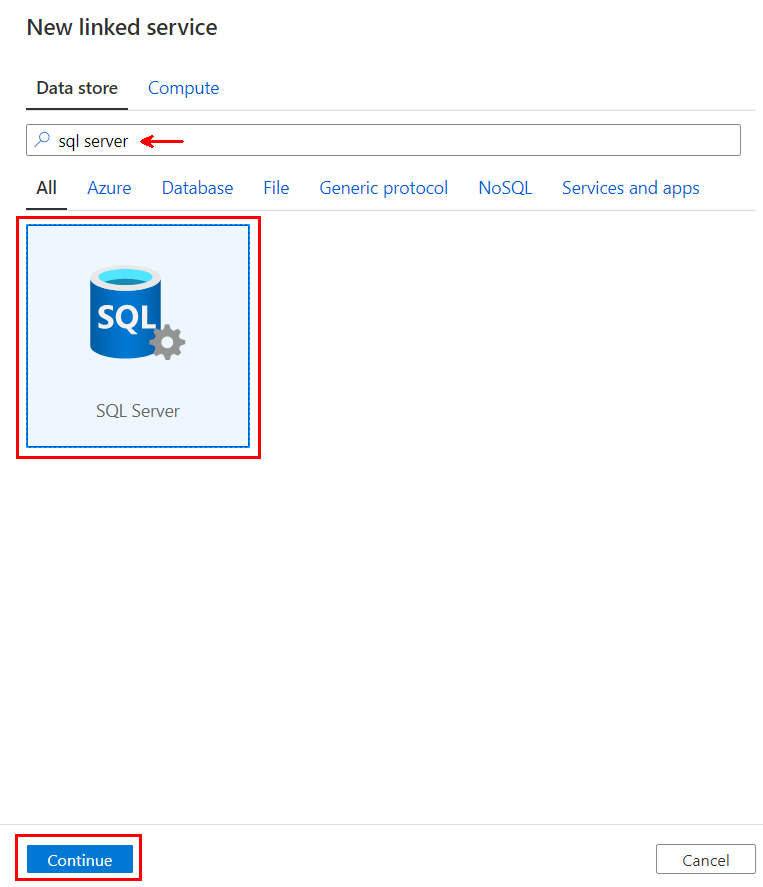 New linked service
Data store Compute
sql server
All Azure Database File Generic protocol NoSQL Services and apps
SQL
SQL Server
Continue Cancel